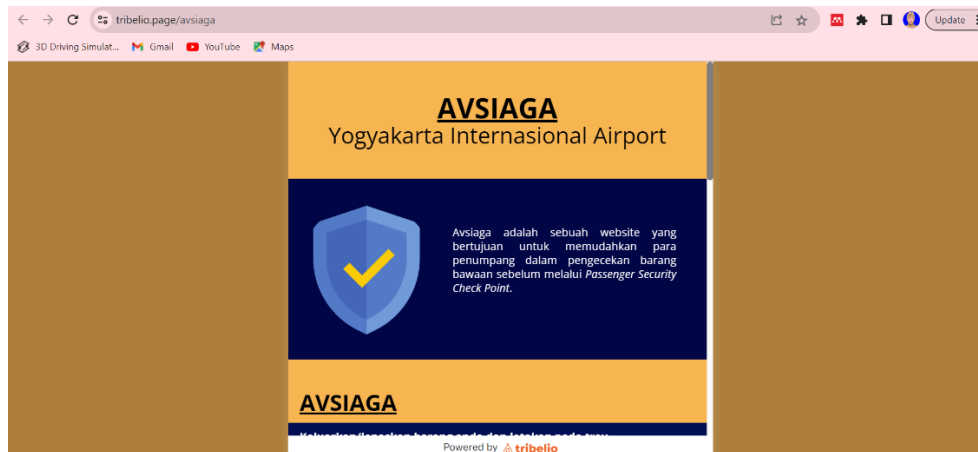 tribelio.page/avsiaga
Update
3D Driving Simulat... Gmail YouTube Maps
AVSIAGA
Yogyakarta Internasional Airport
Avsiaga adalah sebuah website yang
bertujuan untuk memudahkan para
penumpang dalam pengecekan barang
bawaan sebelum melalui Passenger Security
Check Point.
AVSIAGA
Powered by tribelio